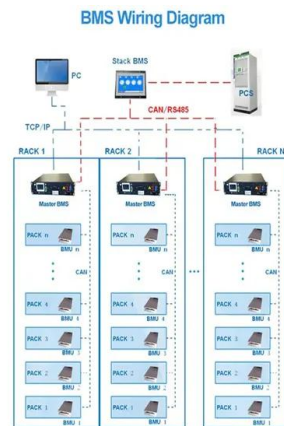 BMS Wiring Diagram
Stack BMS
PC
PCS
CAN/RS485
TCP/IP
RACK 1
RACK 2
RACK N
Master BMS
Master BMS
Master BMS
PACK n
BMU n
PACK n
BMU n
PACK n
BMU n
CAN
CAN
CAN
PACK 4
BMU 4
PACK 4
BMU 4
PACK 4
BMU 4
PACK 3
BMU 3
PACK 3
BMU 3
PACK 3
BMU 3
PACK 2
BMU 2
PACK 2
BMU 2
PACK 2
BMU 2
PACK 1
BMU 1
PACK 1
BMU 1
PACK 1
BMU 1